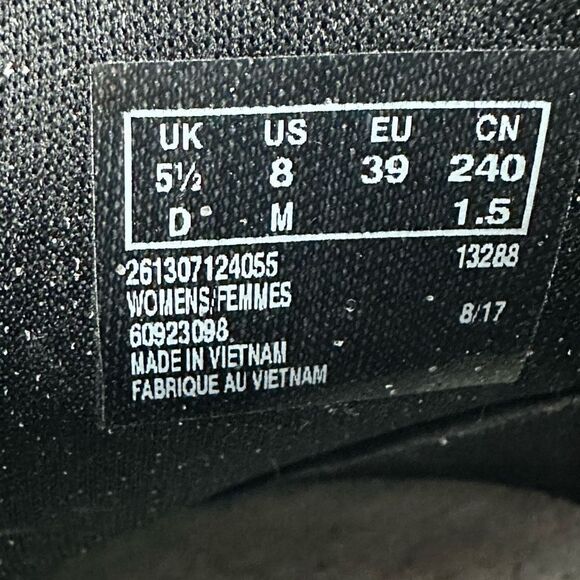 UK US EU CN
5½ 8 39 240
D M 1.5
261307124055 13288
WOMENS/FEMMES
60923098 8/17
MADE IN VIETNAM
FABRIQUE AU VIETNAM